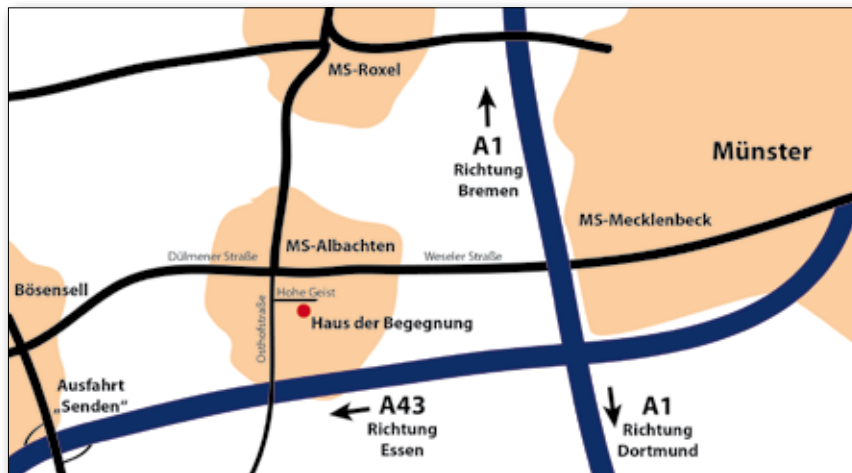 MS-Roxel
A1
Richtung
Bremen
Münster
MS-Mecklenbeck
MS-Albachten
Dülmener Straße
Weseler Straße
Bösensell
Hohe Geist
Osthofstraße
Haus der Begegnung
Ausfahrt
„Senden“
A43
Richtung
Essen
A1
Richtung
Dortmund